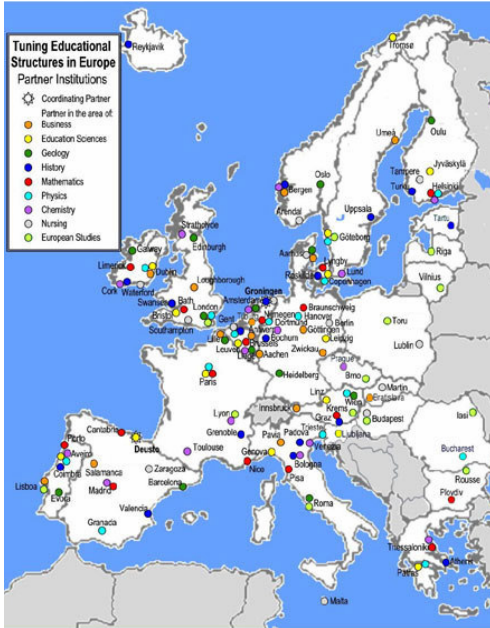 Reykjavik
Tromsø
Tuning Educational
Structures in Europe
Partner Institutions
Coordinating Partner
Partner in the area of:
Business
Education Sciences
Geology
History
Mathematics
Physics
Chemistry
Nursing
European Studies
Umeå
Oulu
Jyväskylä
Tampere
Turku
Helsinki
Oslo
Bergen
Arendal
Uppsala
Tartu
Strathclyde
Edinburgh
Göteborg
Riga
Galway
Aarhus
Limerick
Dublin
Lyngby
Lund
Roskilde
Copenhagen
Vilnius
Cork
Waterford
Loughborough
Groningen
Swansea
Bath
London
Amsterdam
Nijmegen
Braunschweig
Hanover
Bristol
Gent
Dortmund
Berlin
Toru
Southampton
Antwerp
Bochum
Göttingen
Leipzig
Lille
Brussels
Lublin
Leuven
Liege
Aachen
Zwickau
Prague
Paris
Heidelberg
Brno
Martin
Linz
Wien
Bratislava
Innsbruck
Krems
Budapest
Iasi
Lyon
Graz
Ljubljana
Cantabria
Deusto
Grenoble
Pavia
Padova
Trieste
Bucharest
Porto
Toulouse
Genova
Venezia
Aveiro
Zaragoza
Nice
Bologna
Rousse
Salamanca
Pisa
Coimbra
Madrid
Barcelona
Plovdiv
Lisboa
Evora
Roma
Valencia
Granada
Thessaloniki
Athens
Patras
Malta